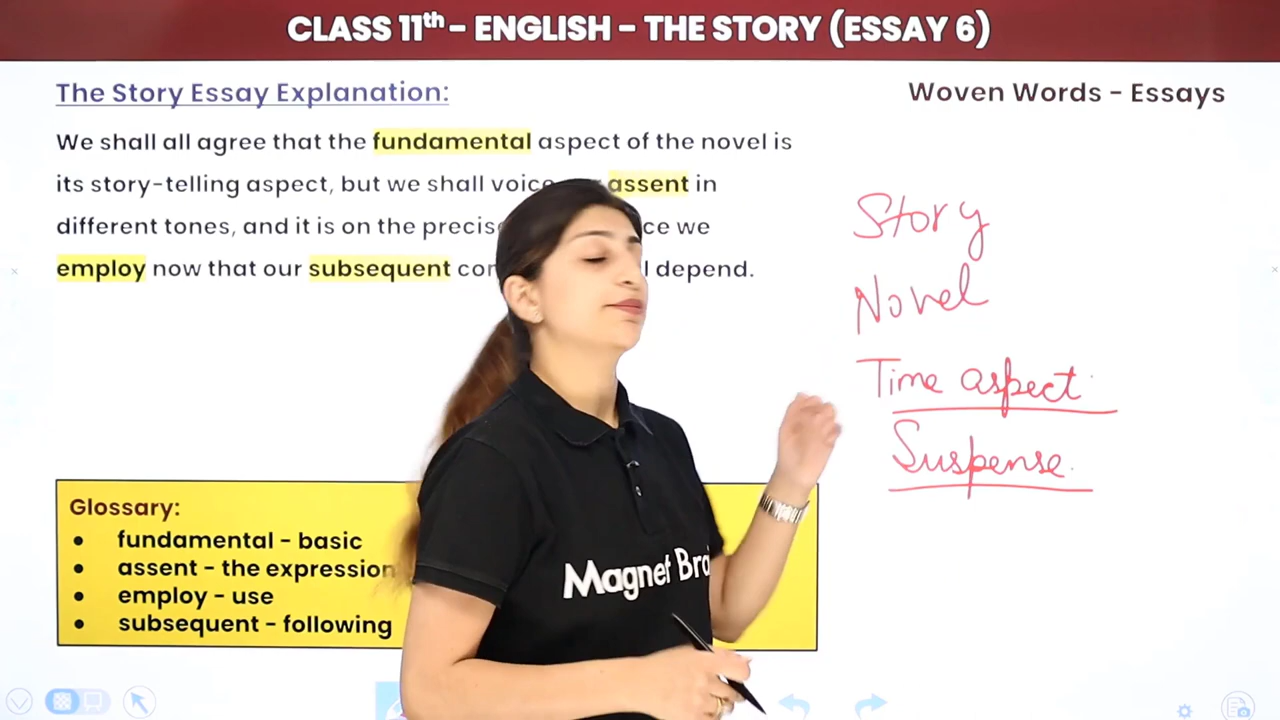 CLASS 11th - ENGLISH - THE STORY (ESSAY 6)
The Story Essay Explanation:
Woven Words - Essays
We shall all agree that the fundamental aspect of the novel is
its story-telling aspect, but we shall voice assent in
different tones, and it is on the we
employ now that our subsequent depend.
Story
Novel
Time aspect
Suspense
Glossary:
• fundamental - basic
• assent - the expression
• employ - use
• subsequent - following
Magnet